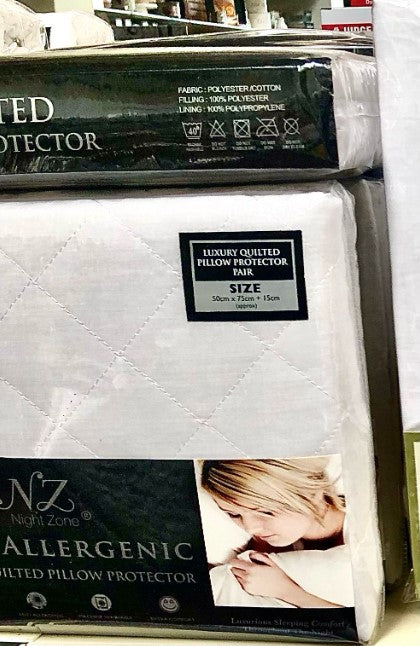 TED
OTECTOR
FABRIC : POLYESTER /COTTON
FILLING : 100% POLYESTER
LINING : 100% POLYPROPYLENE
40°
LUXURY QUILTED
PILLOW PROTECTOR
PAIR
SIZE
50cm x 75cm + 15cm
(approx)
NZ
Night Zone®
ALLERGENIC
ILTED PILLOW PROTECTOR
Luxurious Sleeping Comfort